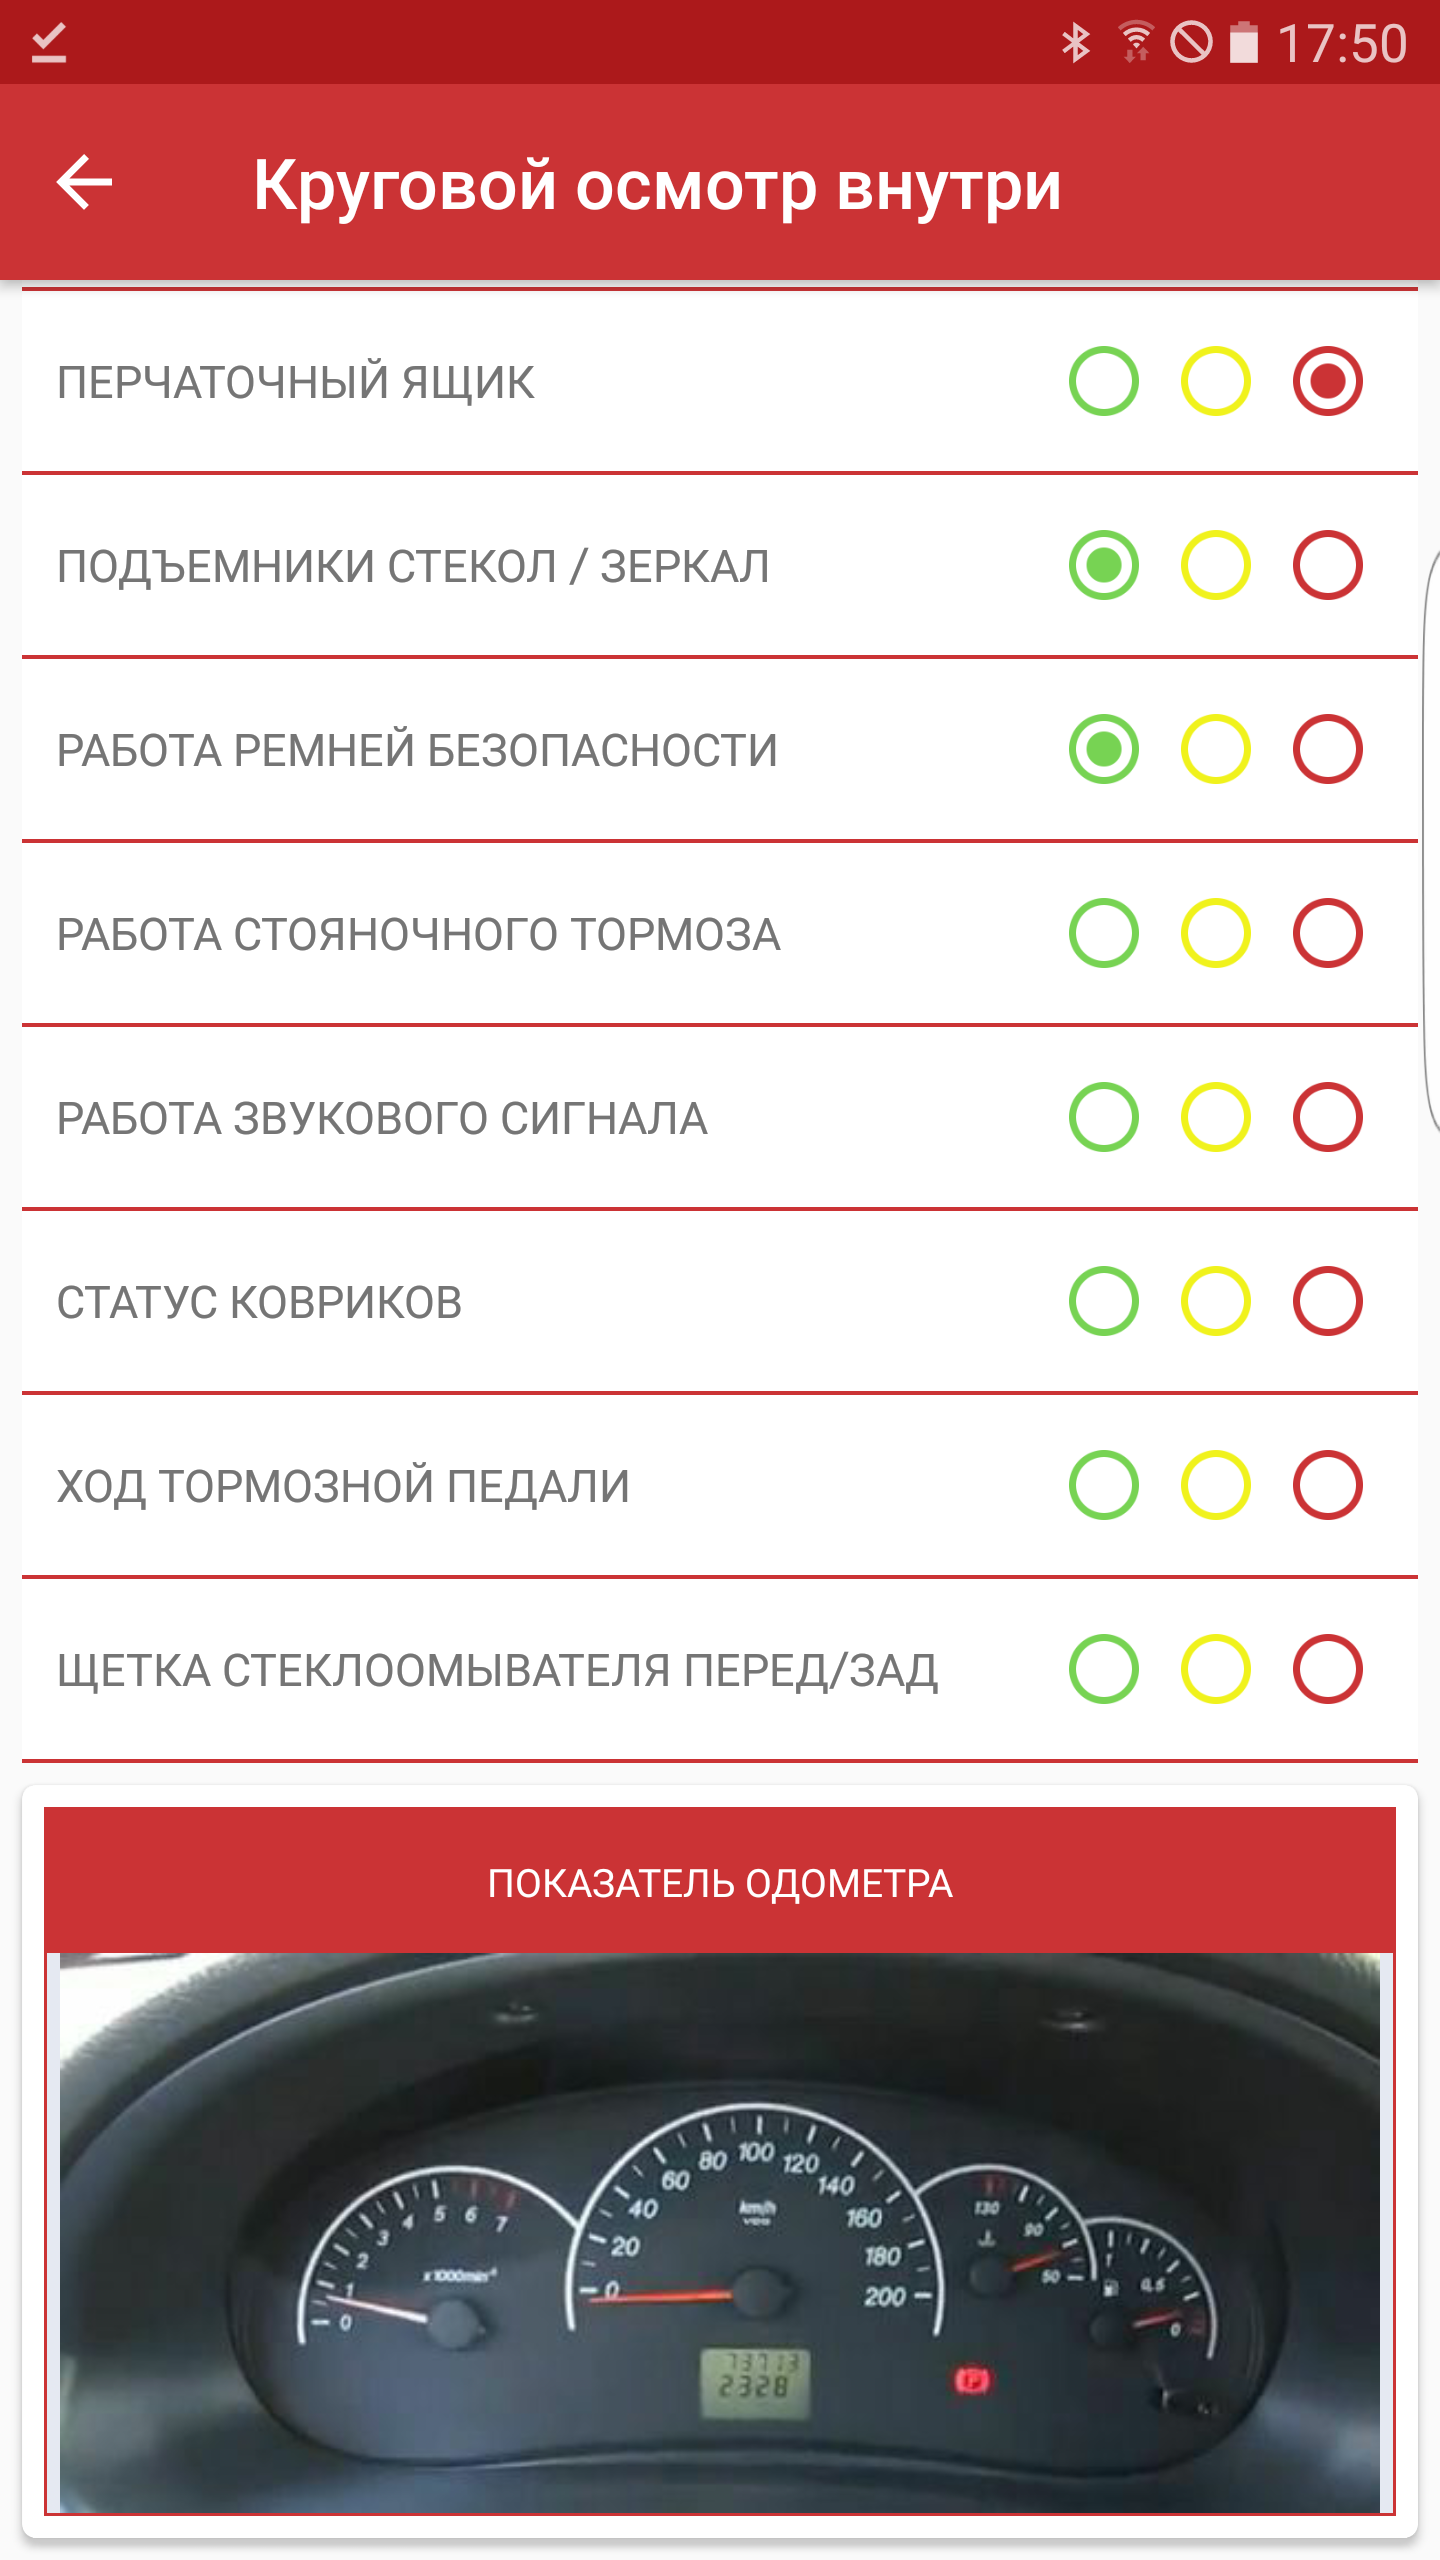 17:50
Круговой осмотр внутри
ПЕРЧАТОЧНЫЙ ЯЩИК
ПОДЪЕМНИКИ СТЕКОЛ / ЗЕРКАЛ
РАБОТА РЕМНЕЙ БЕЗОПАСНОСТИ
РАБОТА СТОЯНОЧНОГО ТОРМОЗА
РАБОТА ЗВУКОВОГО СИГНАЛА
СТАТУС КОВРИКОВ
ХОД ТОРМОЗНОЙ ПЕДАЛИ
ЩЕТКА СТЕКЛООМЫВАТЕЛЯ ПЕРЕД/ЗАД
ПОКАЗАТЕЛЬ ОДОМЕТРА
0 1 2 3 4 5 6 7
x1000min⁻¹
0 20 40 60 80 100 120 140 160 180 200
km/h
VDO
130 90 50
1 0,5 0
73713
2328
P